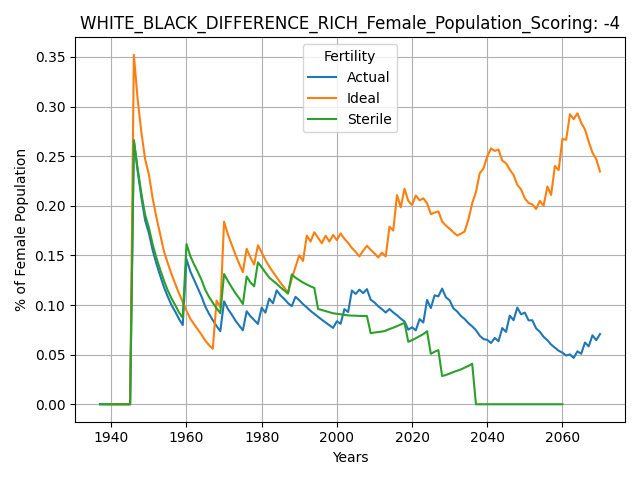 WHITE_BLACK_DIFFERENCE_RICH_Female_Population_Scoring: -4
Fertility
Actual
Ideal
Sterile
% of Female Population
0.35
0.30
0.25
0.20
0.15
0.10
0.05
0.00
1940 1960 1980 2000 2020 2040 2060
Years